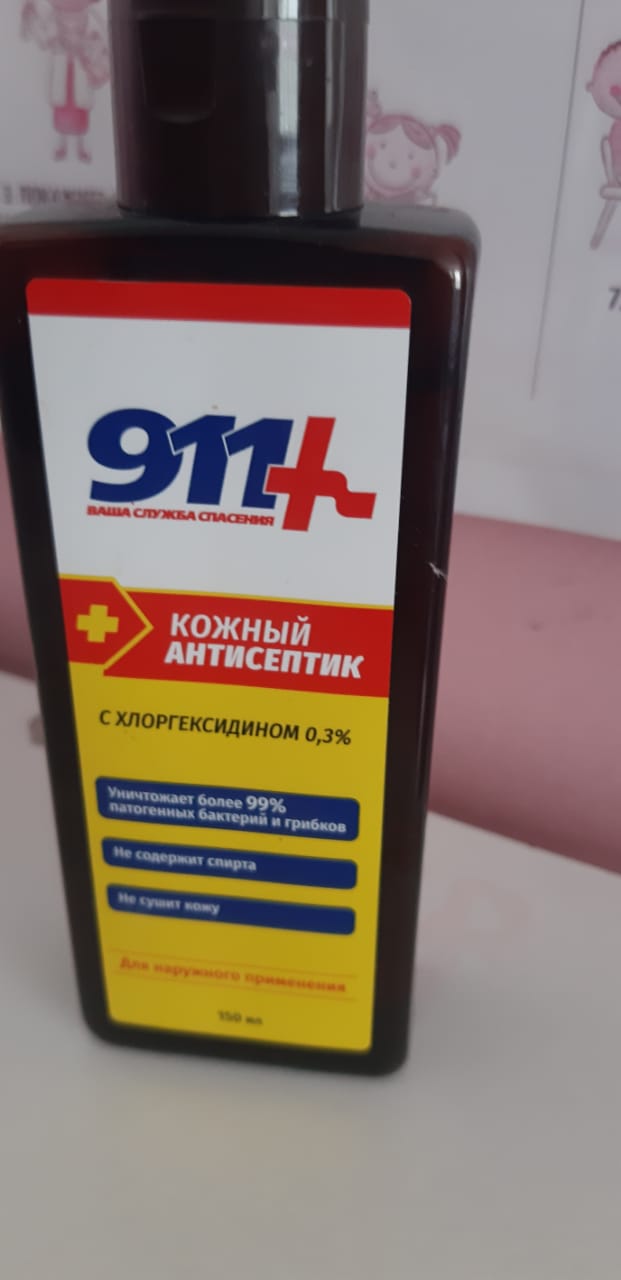 911+
ВАША СЛУЖБА СПАСЕНИЯ
КОЖНЫЙ
АНТИСЕПТИК
С ХЛОРГЕКСИДИНОМ 0,3%
Уничтожает более 99%
патогенных бактерий и грибков
Не содержит спирта
Не сушит кожу
Для наружного применения
150 мл